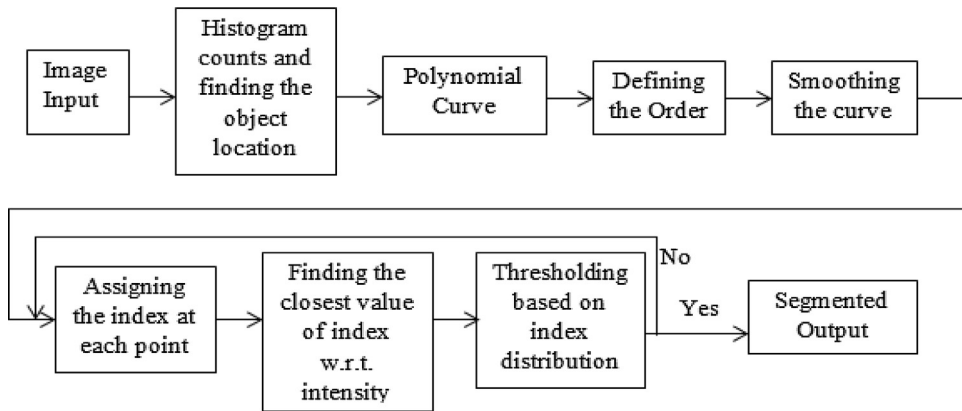 Image
Input
Histogram
counts and
finding the
object
location
Polynomial
Curve
Defining
the Order
Smoothing
the curve
Assigning
the index at
each point
Finding the
closest value
of index
w.r.t.
intensity
Thresholding
based on
index
distribution
No
Yes
Segmented
Output